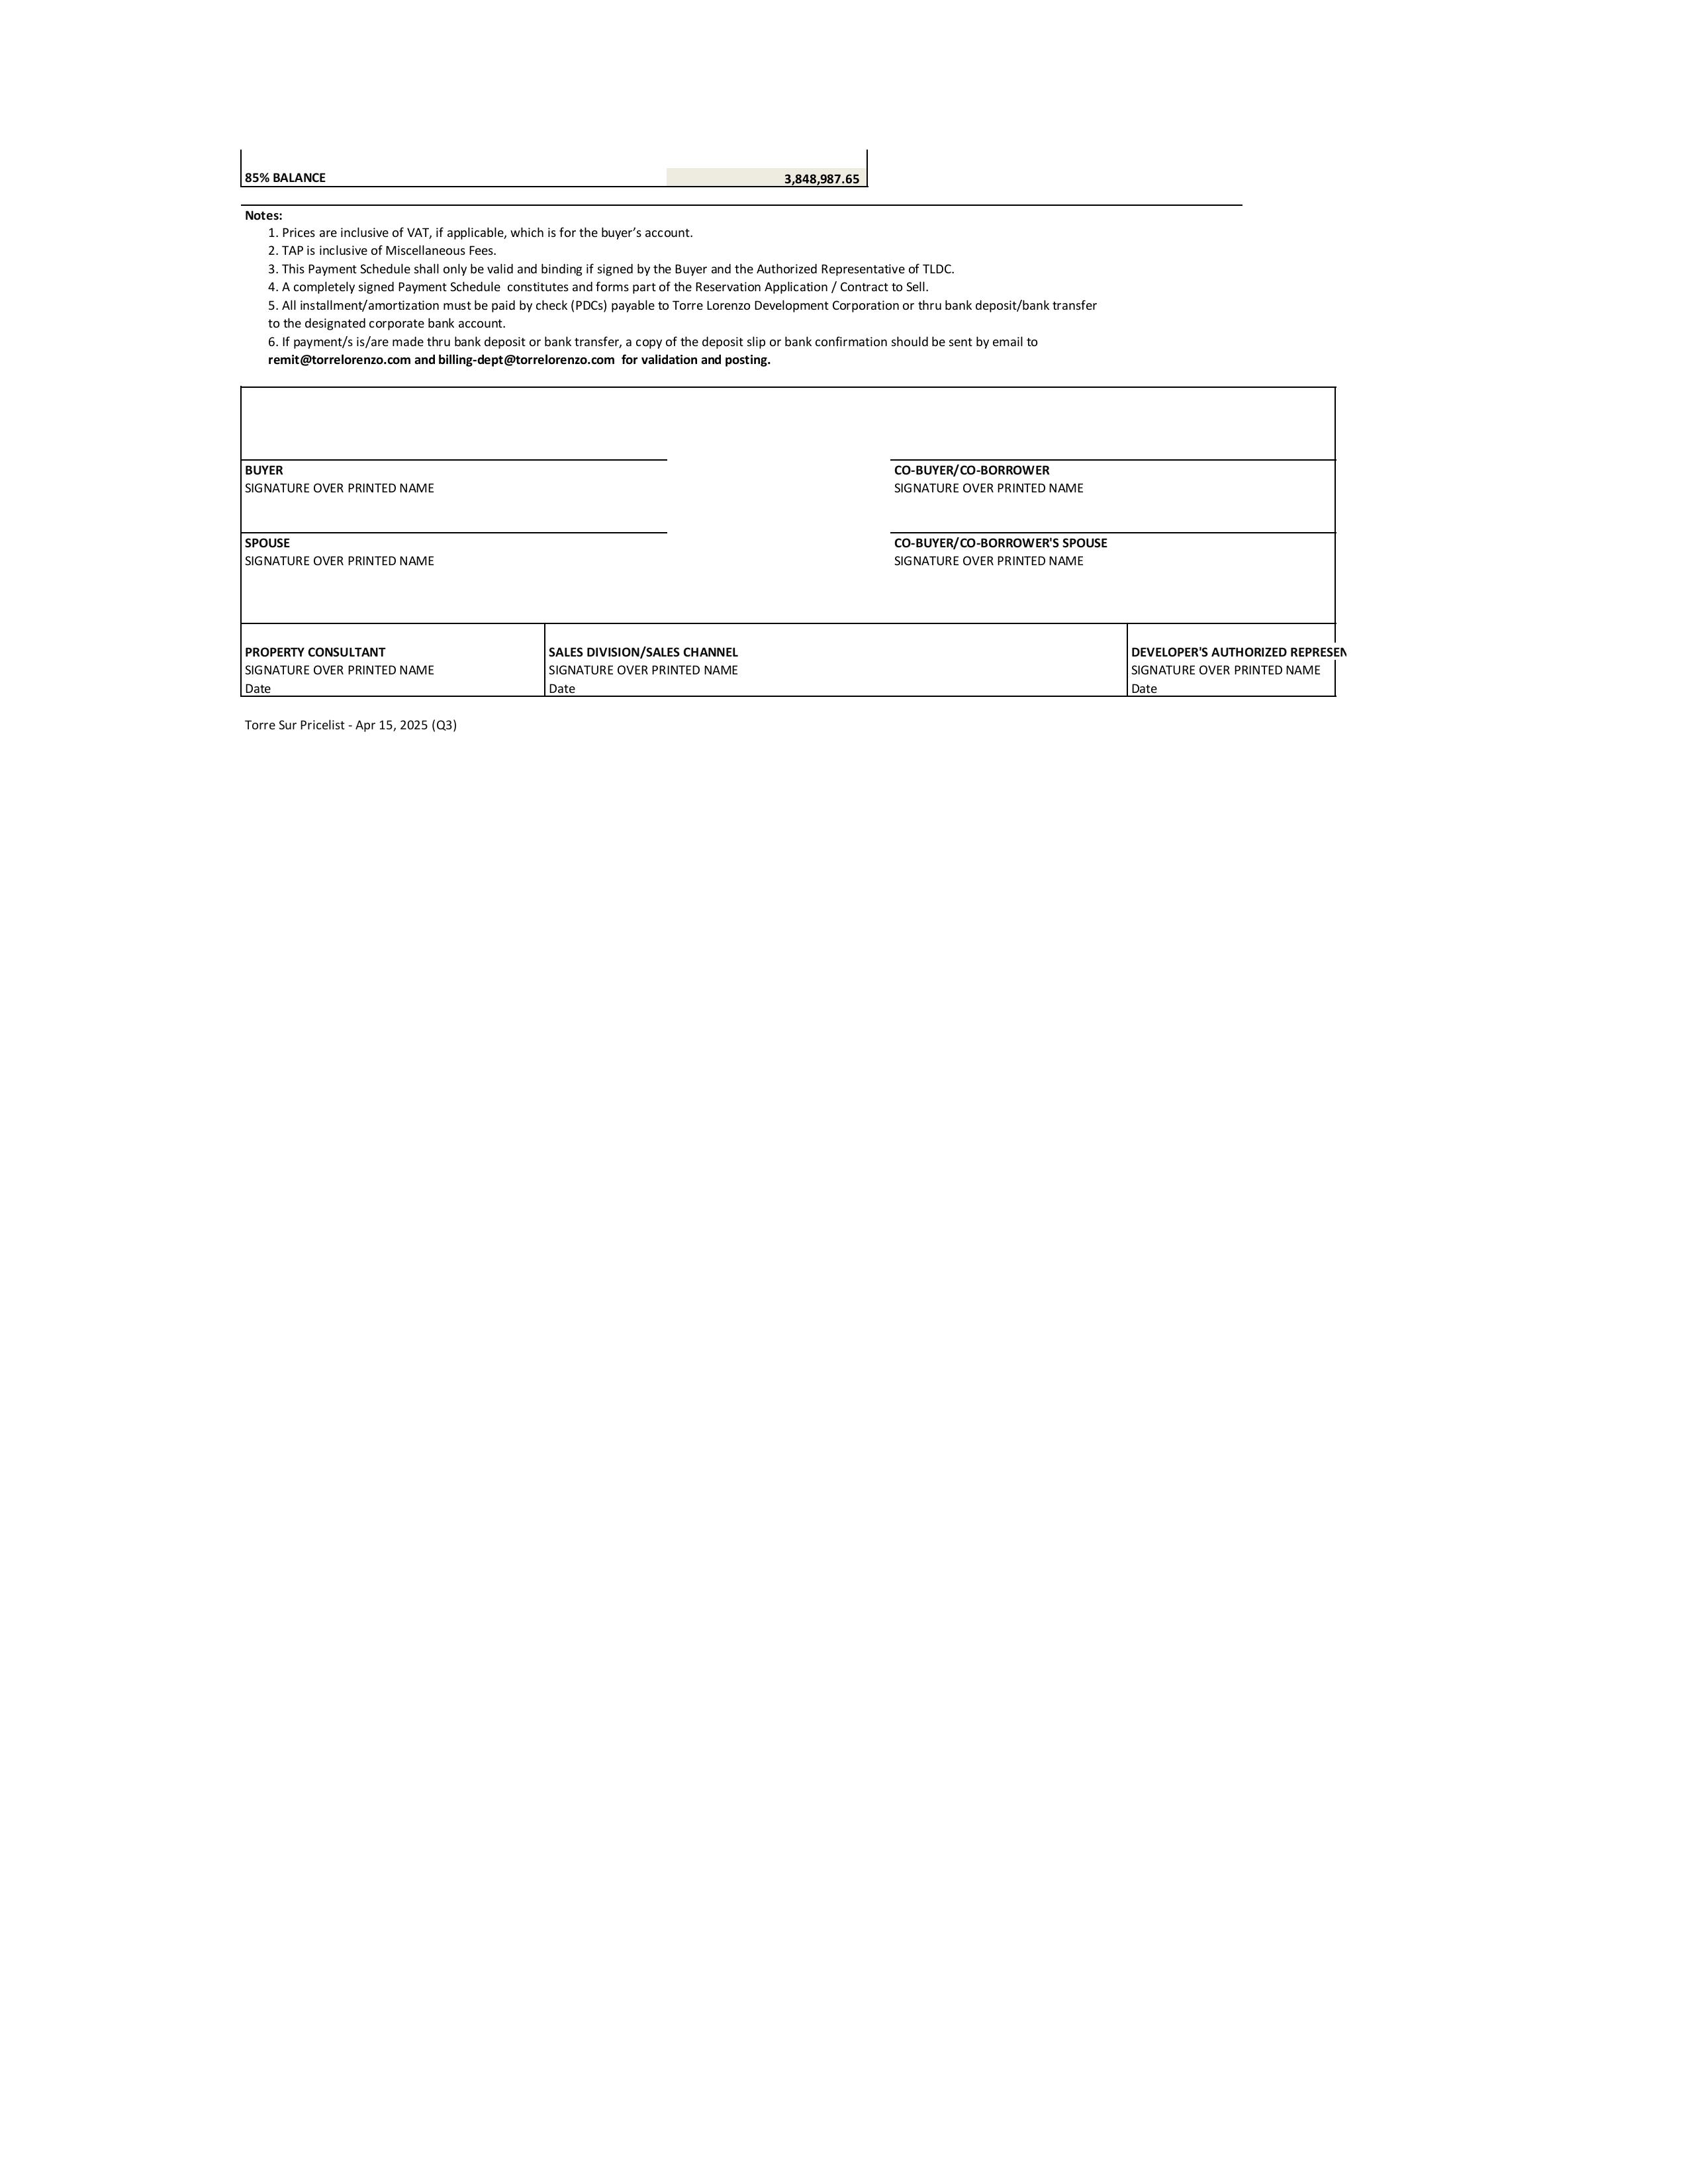 85% BALANCE 3,848,987.65
Notes:
1. Prices are inclusive of VAT, if applicable, which is for the buyer’s account.
2. TAP is inclusive of Miscellaneous Fees.
3. This Payment Schedule shall only be valid and binding if signed by the Buyer and the Authorized Representative of TLDC.
4. A completely signed Payment Schedule  constitutes and forms part of the Reservation Application / Contract to Sell.
5. All installment/amortization must be paid by check (PDCs) payable to Torre Lorenzo Development Corporation or thru bank deposit/bank transfer
to the designated corporate bank account.
6. If payment/s is/are made thru bank deposit or bank transfer, a copy of the deposit slip or bank confirmation should be sent by email to
remit@torrelorenzo.com and billing-dept@torrelorenzo.com  for validation and posting.
BUYER CO-BUYER/CO-BORROWER
SIGNATURE OVER PRINTED NAME SIGNATURE OVER PRINTED NAME
SPOUSE CO-BUYER/CO-BORROWER'S SPOUSE
SIGNATURE OVER PRINTED NAME SIGNATURE OVER PRINTED NAME
PROPERTY CONSULTANT SALES DIVISION/SALES CHANNEL DEVELOPER'S AUTHORIZED REPRESEN
SIGNATURE OVER PRINTED NAME SIGNATURE OVER PRINTED NAME SIGNATURE OVER PRINTED NAME
Date Date Date
Torre Sur Pricelist - Apr 15, 2025 (Q3)